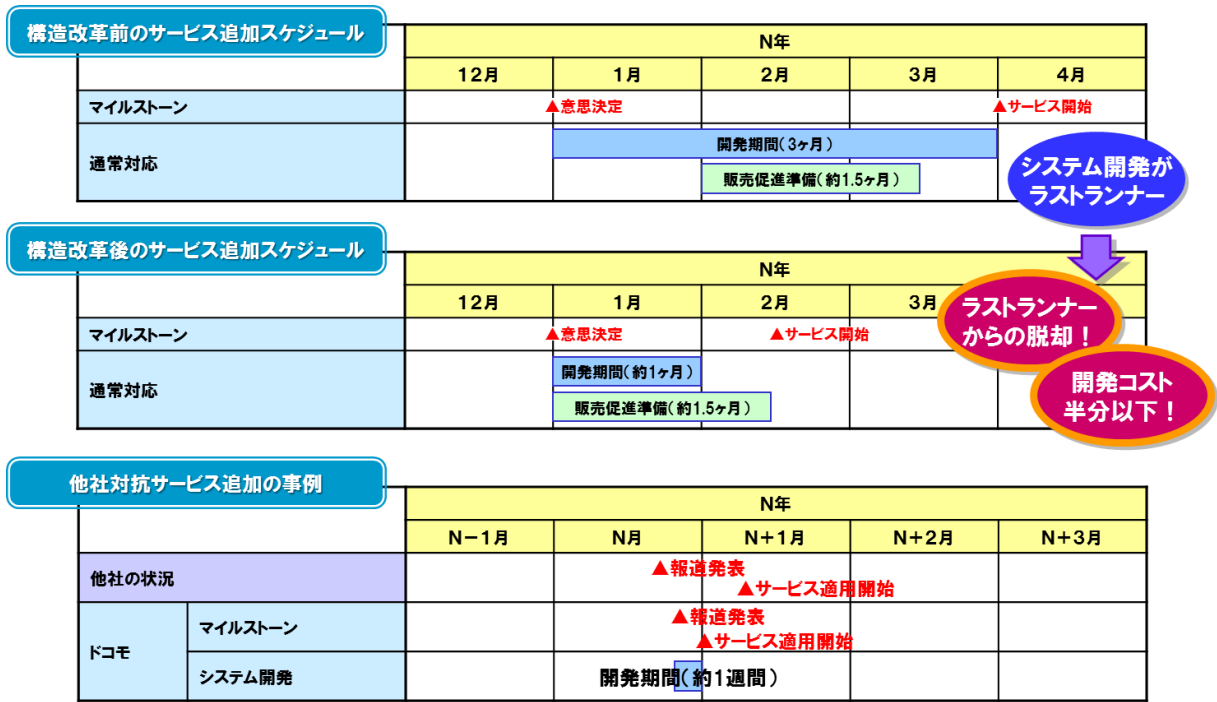 構造改革前のサービス追加スケジュール
N年
12月 1月 2月 3月 4月
マイルストーン ▲意思決定 ▲サービス開始
通常対応
開発期間(3ヶ月)
販売促進準備(約1.5ヶ月)
システム開発が
ラストランナー
構造改革後のサービス追加スケジュール
N年
12月 1月 2月 3月
マイルストーン ▲意思決定 ▲サービス開始
通常対応
開発期間(約1ヶ月)
販売促進準備(約1.5ヶ月)
ラストランナー
からの脱却!
開発コスト
半分以下!
他社対抗サービス追加の事例
N年
N-1月 N月 N+1月 N+2月 N+3月
他社の状況
▲報道発表
▲サービス適用開始
ドコモ
マイルストーン
▲報道発表
▲サービス適用開始
システム開発
開発期間(約1週間)